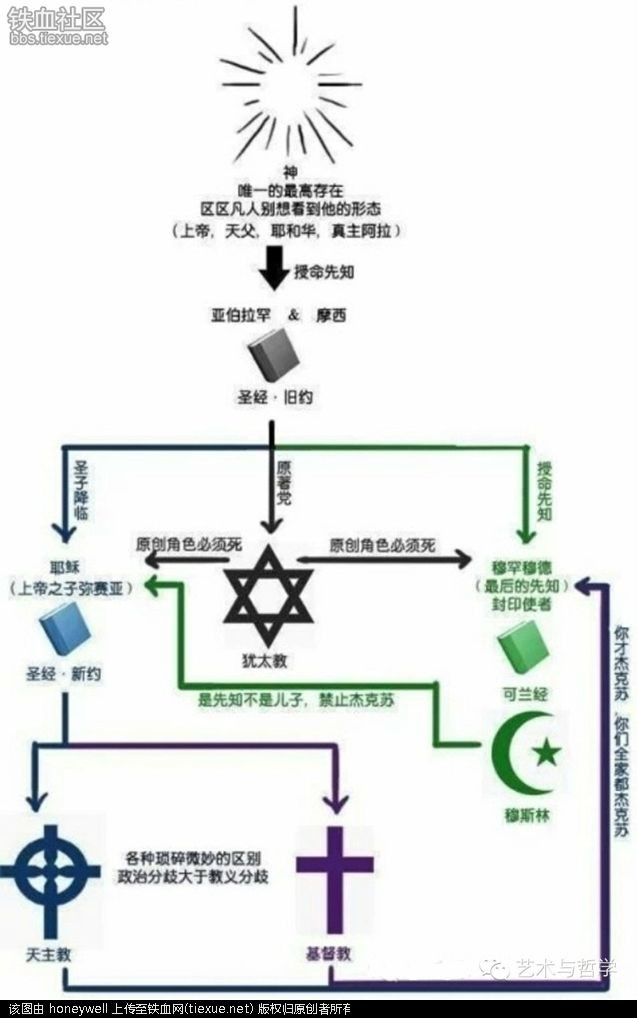 铁血社区
bbs.tiexue.net
神
唯一的最高存在
区区凡人别想看到他的形态
（上帝，天父，耶和华，真主阿拉）
授命先知
亚伯拉罕 & 摩西
圣经·旧约
圣子降临
原著党
授命先知
原创角色必须死
原创角色必须死
耶稣
（上帝之子弥赛亚）
穆罕穆德
（最后的先知）
封印使者
犹太教
圣经·新约
可兰经
是先知不是儿子，禁止杰克苏
你才杰克苏，你们全家都杰克苏
穆斯林
各种琐碎微妙的区别
政治分歧大于教义分歧
天主教
基督教
艺术与哲学
该图由 honeywell 上传至铁血网(tiexue.net) 版权归原创者所有